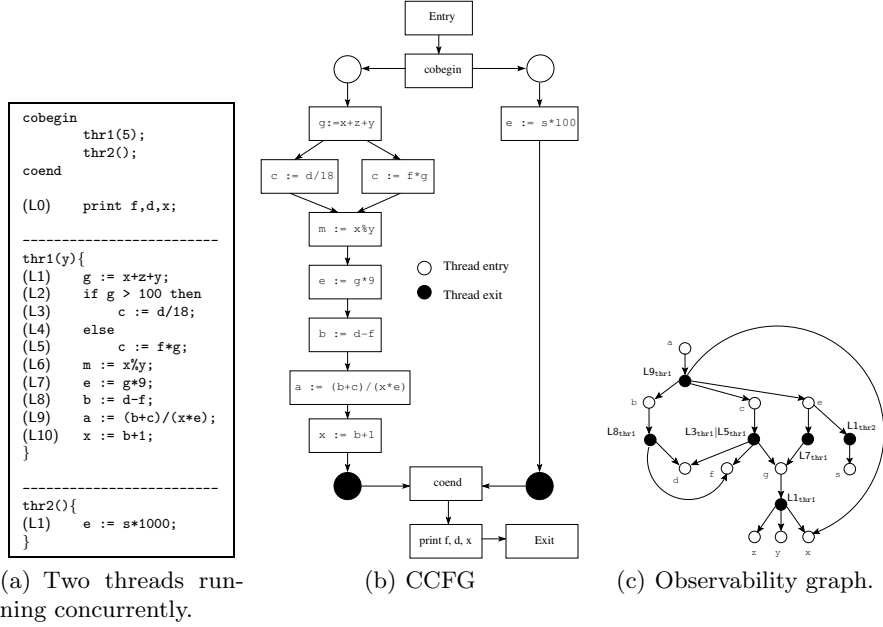 cobegin
thr1(5);
thr2();
coend
(L0) print f,d,x;
-------------------------
thr1(y){
(L1) g := x+z+y;
(L2) if g > 100 then
(L3) c := d/18;
(L4) else
(L5) c := f*g;
(L6) m := x%y;
(L7) e := g*9;
(L8) b := d-f;
(L9) a := (b+c)/(x*e);
(L10) x := b+1;
}
-------------------------
thr2(){
(L1) e := s*1000;
}
(a) Two threads run-
ning concurrently.
Entry
cobegin
g:=x+z+y
e := s*100
c := d/18
c := f*g
m := x%y
e := g*9
Thread entry
Thread exit
b := d-f
a := (b+c)/(x*e)
x := b+1
coend
print f, d, x
Exit
(b) CCFG
a
L9thr1
b
c
e
L8thr1
L3thr1|L5thr1
L7thr1
L1thr2
d
f
g
s
L1thr1
z
y
x
(c) Observability graph.